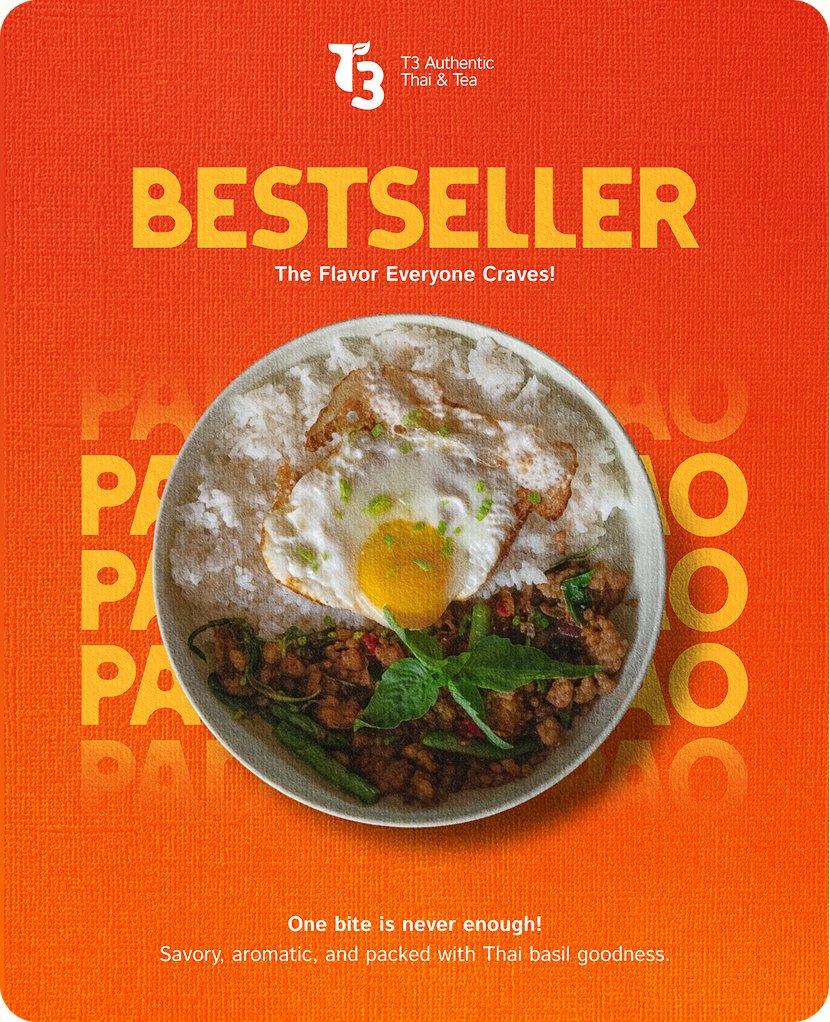 T3
T3 Authentic
Thai & Tea
BESTSELLER
The Flavor Everyone Craves!
One bite is never enough!
Savory, aromatic, and packed with Thai basil goodness.